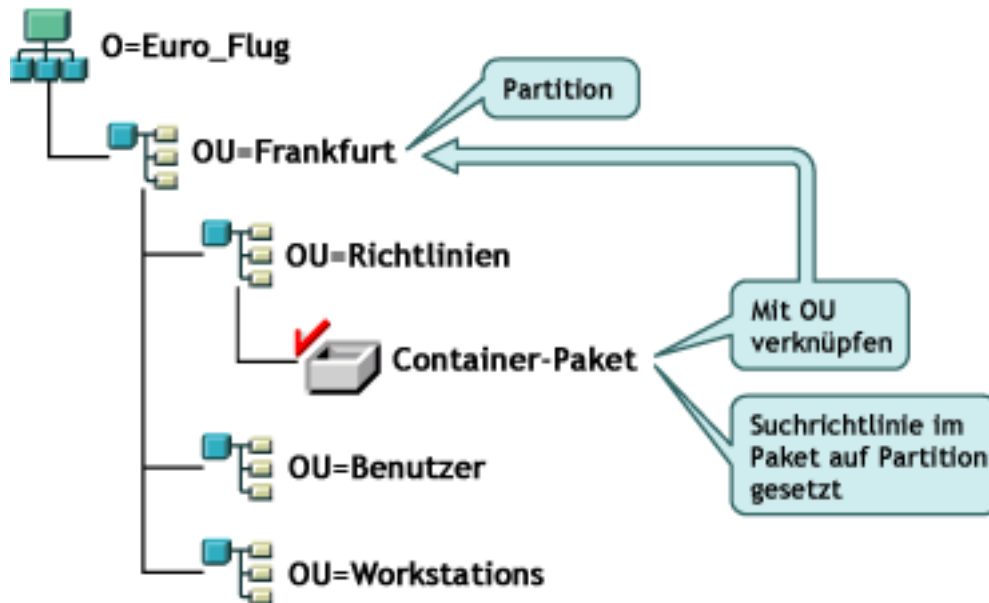 O=Euro_Flug
Partition
OU=Frankfurt
OU=Richtlinien
Mit OU
verknüpfen
Container-Paket
Suchrichtlinie im
Paket auf Partition
gesetzt
OU=Benutzer
OU=Workstations